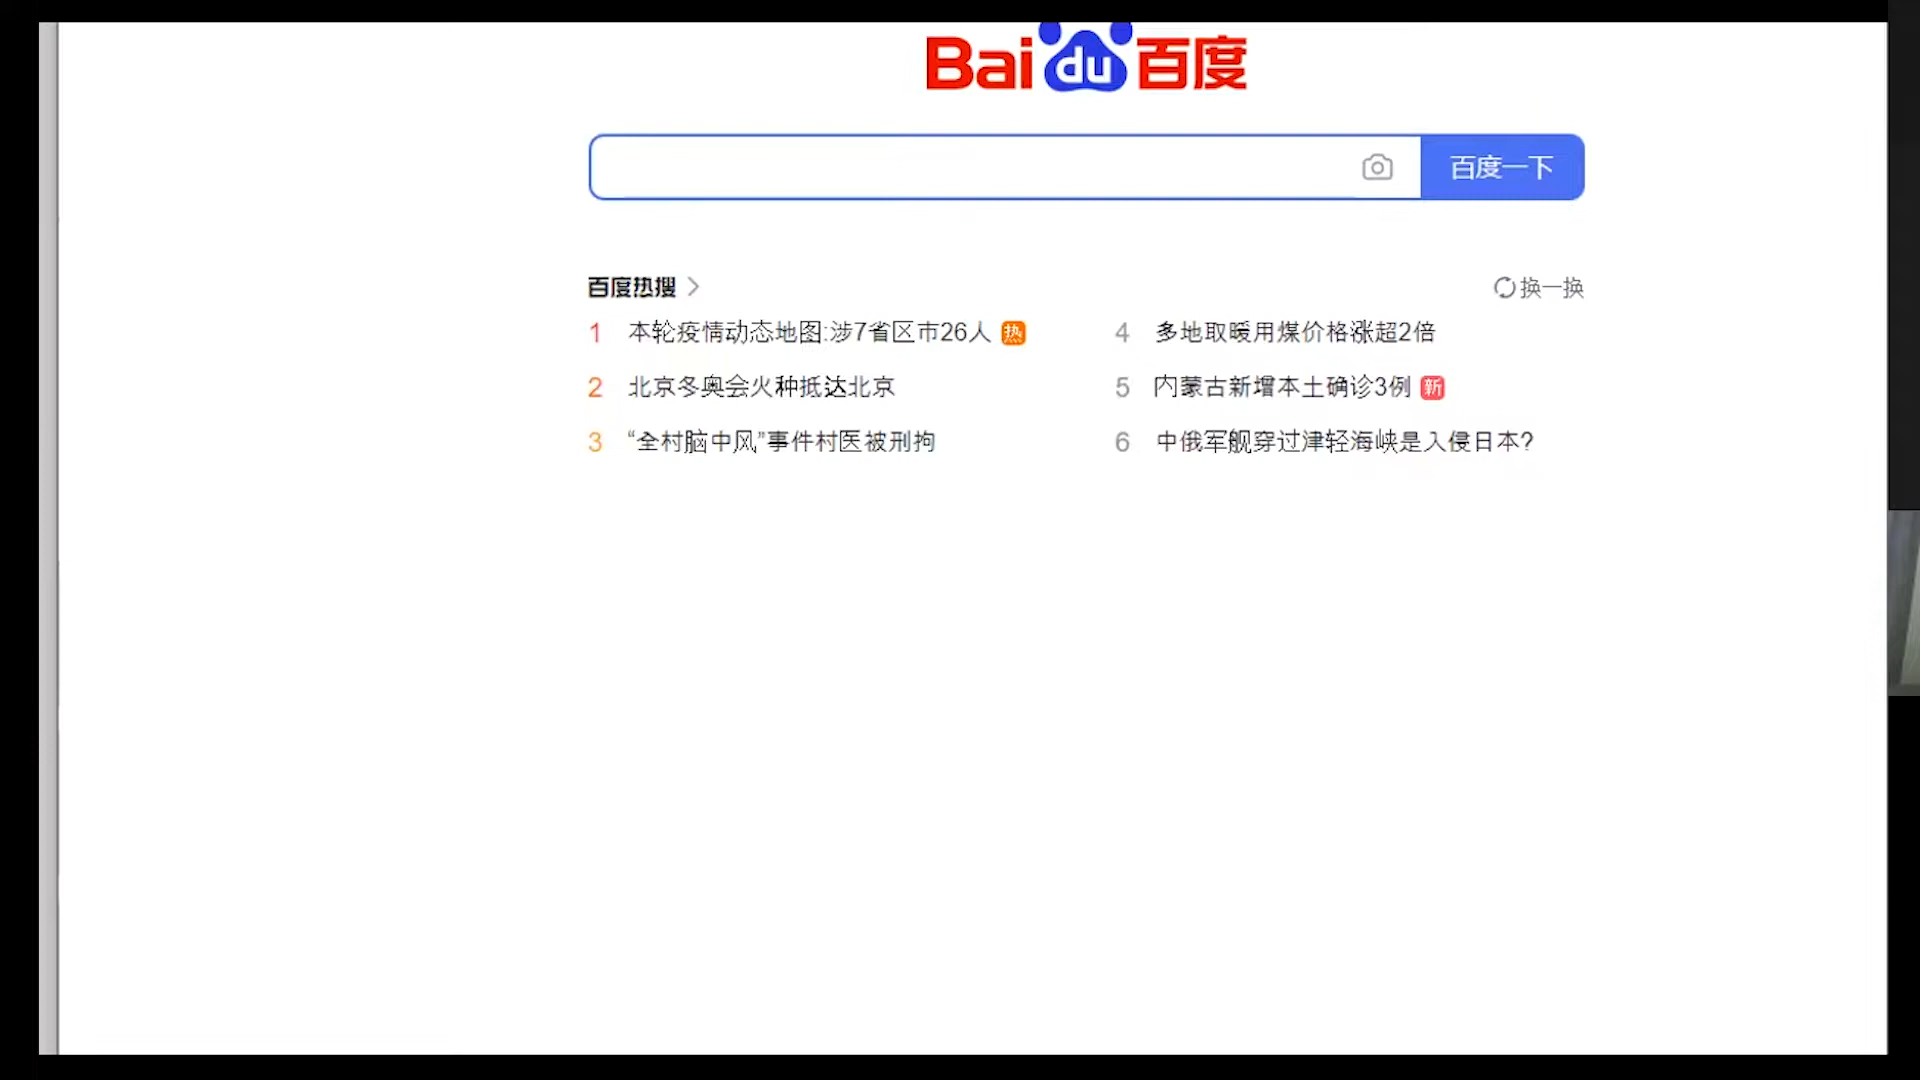 Bai du 百度
百度一下
百度热搜
换一换
1 本轮疫情动态地图:涉7省区市26人 热
2 北京冬奥会火种抵达北京
3 “全村脑中风”事件村医被刑拘
4 多地取暖用煤价格涨超2倍
5 内蒙古新增本土确诊3例 新
6 中俄军舰穿过津轻海峡是入侵日本?